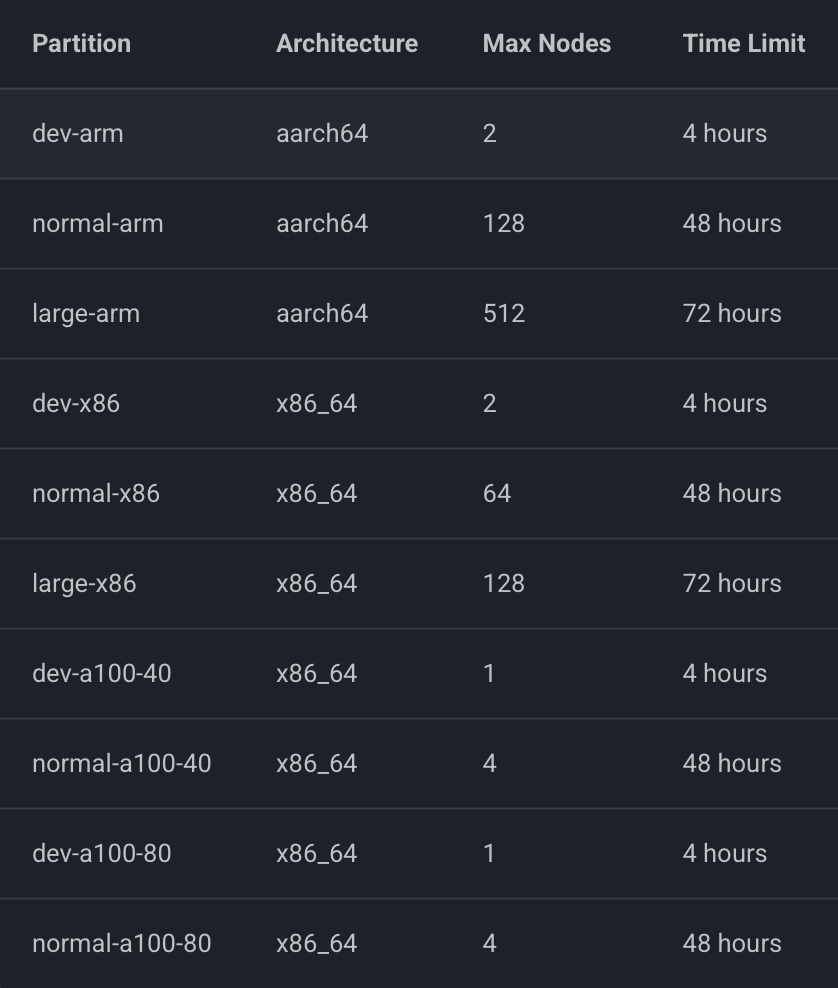 Partition Architecture Max Nodes Time Limit
dev-arm aarch64 2 4 hours
normal-arm aarch64 128 48 hours
large-arm aarch64 512 72 hours
dev-x86 x86_64 2 4 hours
normal-x86 x86_64 64 48 hours
large-x86 x86_64 128 72 hours
dev-a100-40 x86_64 1 4 hours
normal-a100-40 x86_64 4 48 hours
dev-a100-80 x86_64 1 4 hours
normal-a100-80 x86_64 4 48 hours